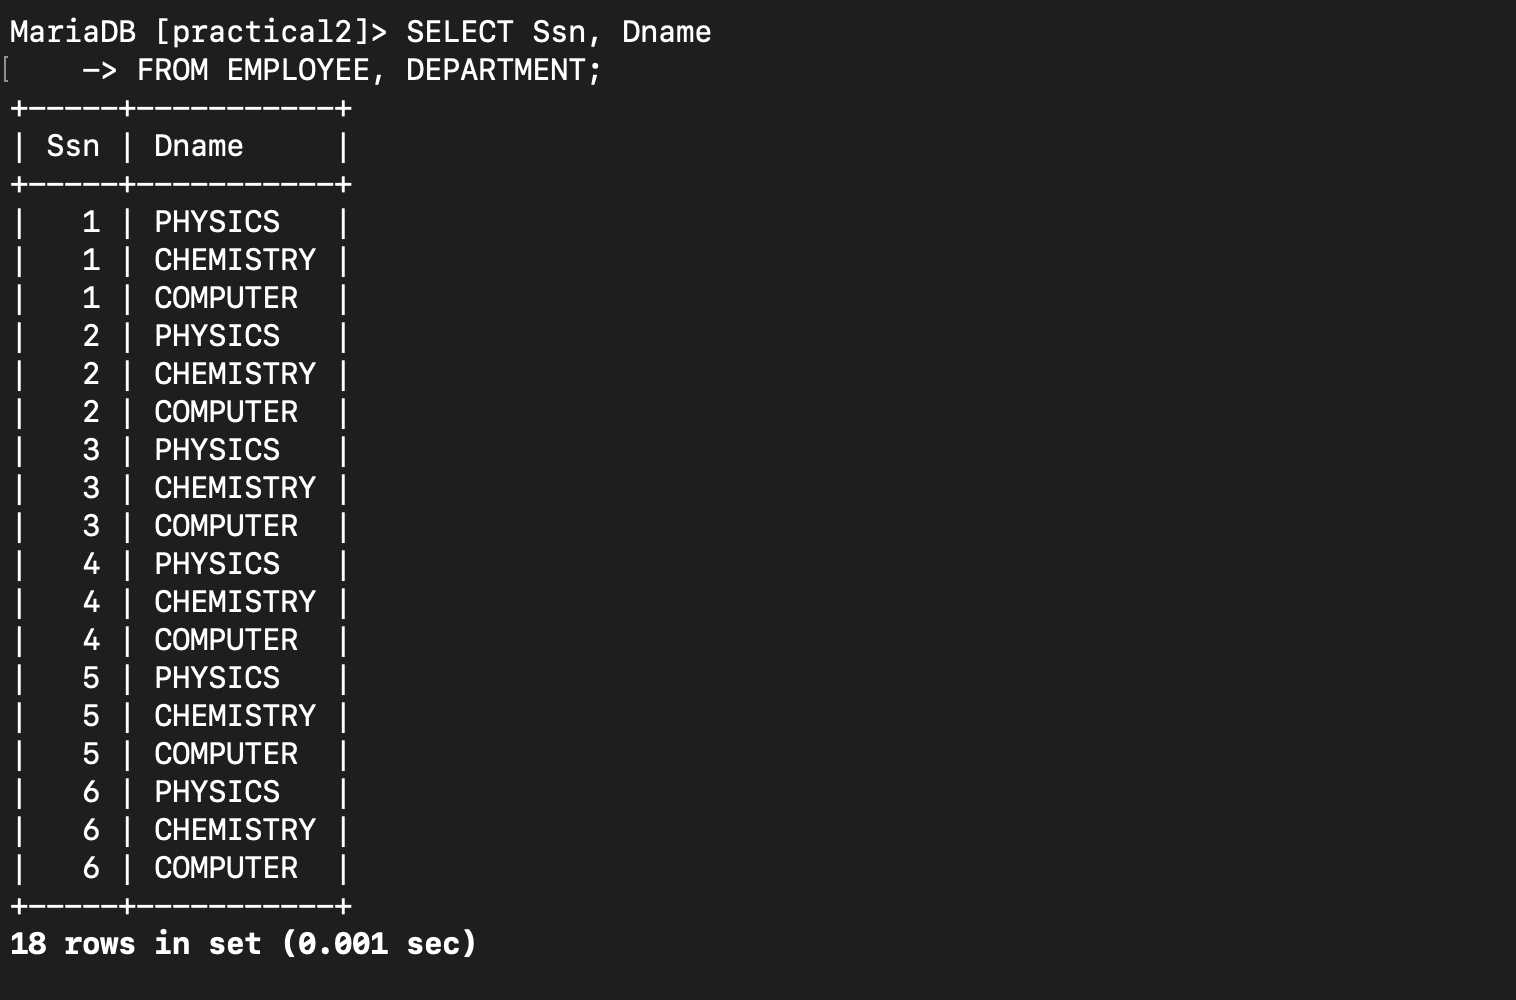 MariaDB [practical2]> SELECT Ssn, Dname
    -> FROM EMPLOYEE, DEPARTMENT;
+-----+-----------+
| Ssn | Dname     |
+-----+-----------+
|   1 | PHYSICS   |
|   1 | CHEMISTRY |
|   1 | COMPUTER  |
|   2 | PHYSICS   |
|   2 | CHEMISTRY |
|   2 | COMPUTER  |
|   3 | PHYSICS   |
|   3 | CHEMISTRY |
|   3 | COMPUTER  |
|   4 | PHYSICS   |
|   4 | CHEMISTRY |
|   4 | COMPUTER  |
|   5 | PHYSICS   |
|   5 | CHEMISTRY |
|   5 | COMPUTER  |
|   6 | PHYSICS   |
|   6 | CHEMISTRY |
|   6 | COMPUTER  |
+-----+-----------+
18 rows in set (0.001 sec)